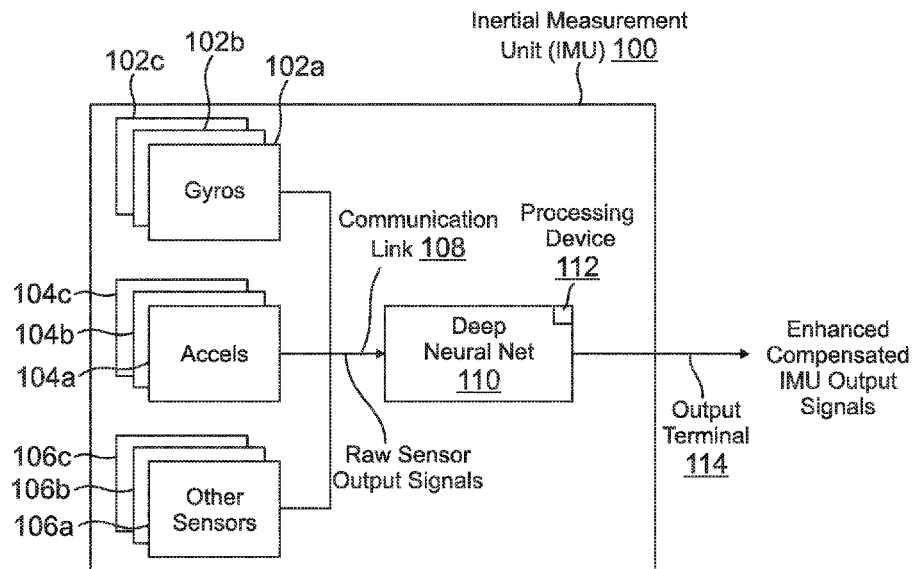 Inertial Measurement
Unit (IMU) 100
102c
102b
102a
Gyros
Communication
Link 108
Processing
Device
112
104c
104b
104a
Accels
Deep
Neural Net
110
Enhanced
Compensated
IMU Output
Signals
Output
Terminal
114
Raw Sensor
Output Signals
106c
106b
106a
Other
Sensors